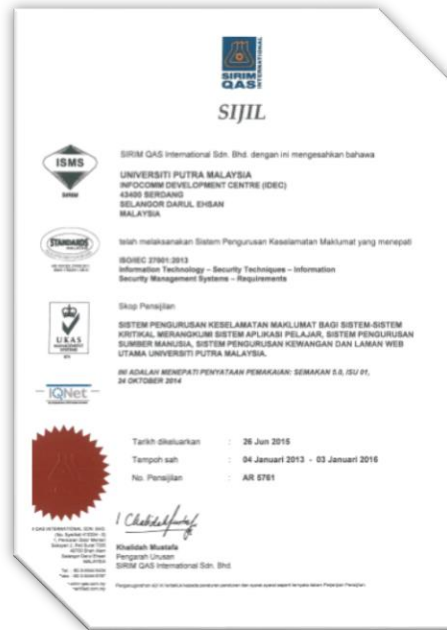 SIRIM
QAS
INTERNATIONAL
SIJIL
ISMS
SIRIM
SIRIM QAS International Sdn. Bhd. dengan ini mengesahkan bahawa
UNIVERSITI PUTRA MALAYSIA
INFOCOMM DEVELOPMENT CENTRE (IDEC)
43400 SERDANG
SELANGOR DARUL EHSAN
MALAYSIA
STANDARDS
telah melaksanakan Sistem Pengurusan Keselamatan Maklumat yang menepati
ISO/IEC 27001:2013
Information Technology – Security Techniques – Information
Security Management Systems – Requirements
UKAS
MANAGEMENT
SYSTEMS
Skop Pensijilan
SISTEM PENGURUSAN KESELAMATAN MAKLUMAT BAGI SISTEM-SISTEM
KRITIKAL MERANGKUMI SISTEM APLIKASI PELAJAR, SISTEM PENGURUSAN
SUMBER MANUSIA, SISTEM PENGURUSAN KEWANGAN DAN LAMAN WEB
UTAMA UNIVERSITI PUTRA MALAYSIA.
INI ADALAH MENEPATI PENYATAAN PEMAKAIAN: SEMAKAN 5.0, ISU 01,
24 OKTOBER 2014
IQNet
Tarikh dikeluarkan : 26 Jun 2015
Tempoh sah : 04 Januari 2013 - 03 Januari 2016
No. Pensijilan : AR 5761
Khalidah Mustafa
Pengarah Urusan
SIRIM QAS International Sdn. Bhd.